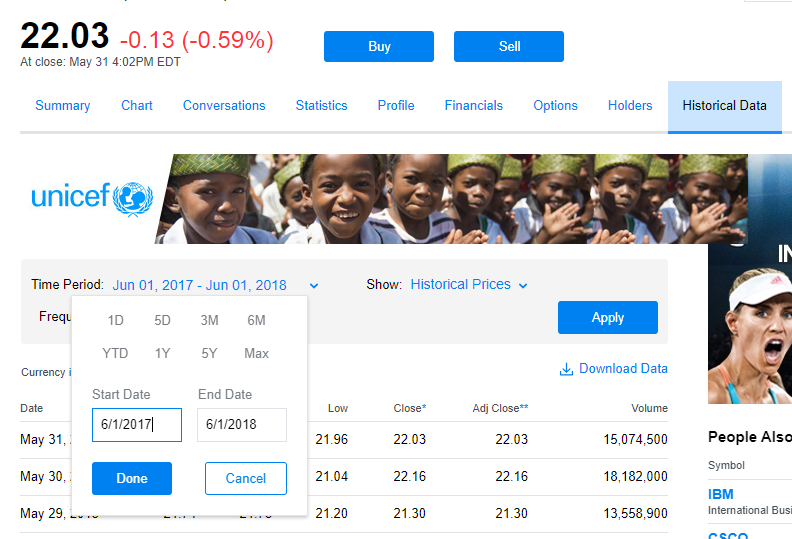 22.03 -0.13 (-0.59%)
At close: May 31 4:02PM EDT
Buy Sell
Summary Chart Conversations Statistics Profile Financials Options Holders Historical Data
unicef
IN
Time Period: Jun 01, 2017 - Jun 01, 2018 Show: Historical Prices
Apply
1D 5D 3M 6M
YTD 1Y 5Y Max
Currency
Download Data
Start Date End Date
Date Low Close* Adj Close** Volume
6/1/2017 6/1/2018
May 31, 21.96 22.03 22.03 15,074,500
People Also
Symbol
Done Cancel
May 30, 21.04 22.16 22.16 18,182,000
IBM
International Busi
May 29, 21.20 21.30 21.30 13,558,900
CSCO